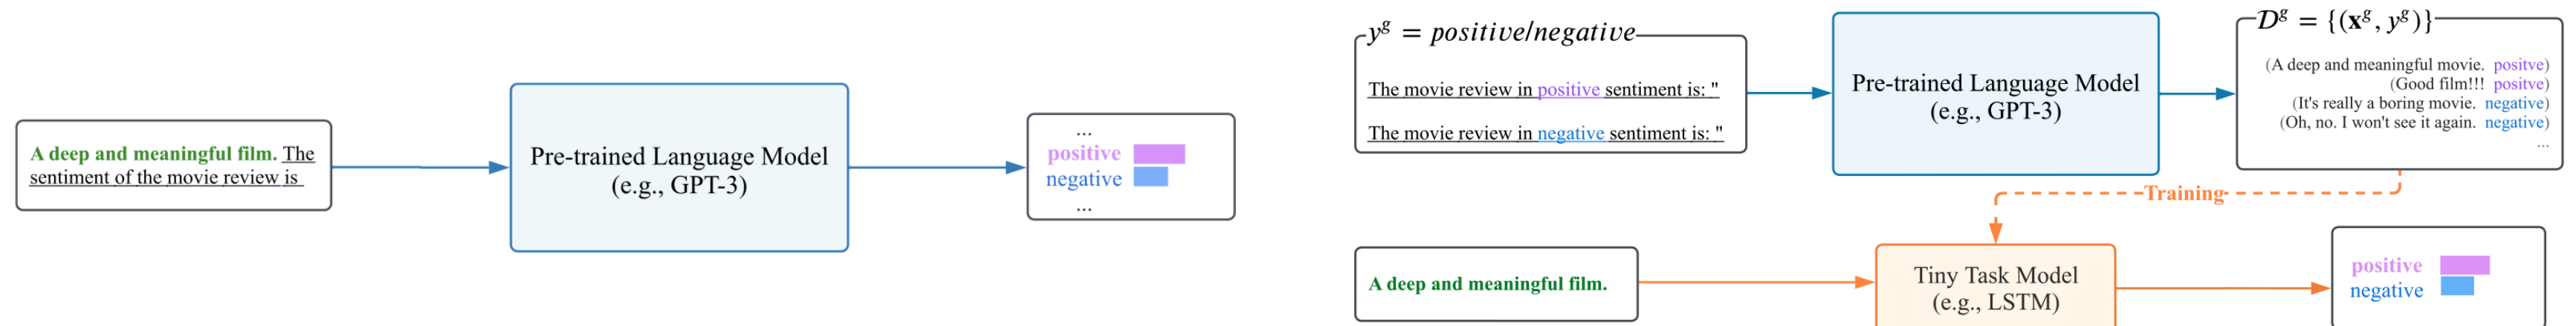 A deep and meaningful film. The
sentiment of the movie review is
Pre-trained Language Model
(e.g., GPT-3)
...
positive
negative
...
y^g = positive/negative
The movie review in positive sentiment is: "
The movie review in negative sentiment is: "
Pre-trained Language Model
(e.g., GPT-3)
𝒟^g = {(x^g, y^g)}
(A deep and meaningful movie. positve)
(Good film!!! positve)
(It's really a boring movie. negative)
(Oh, no. I won't see it again. negative)
...
Training
A deep and meaningful film.
Tiny Task Model
(e.g., LSTM)
positive
negative